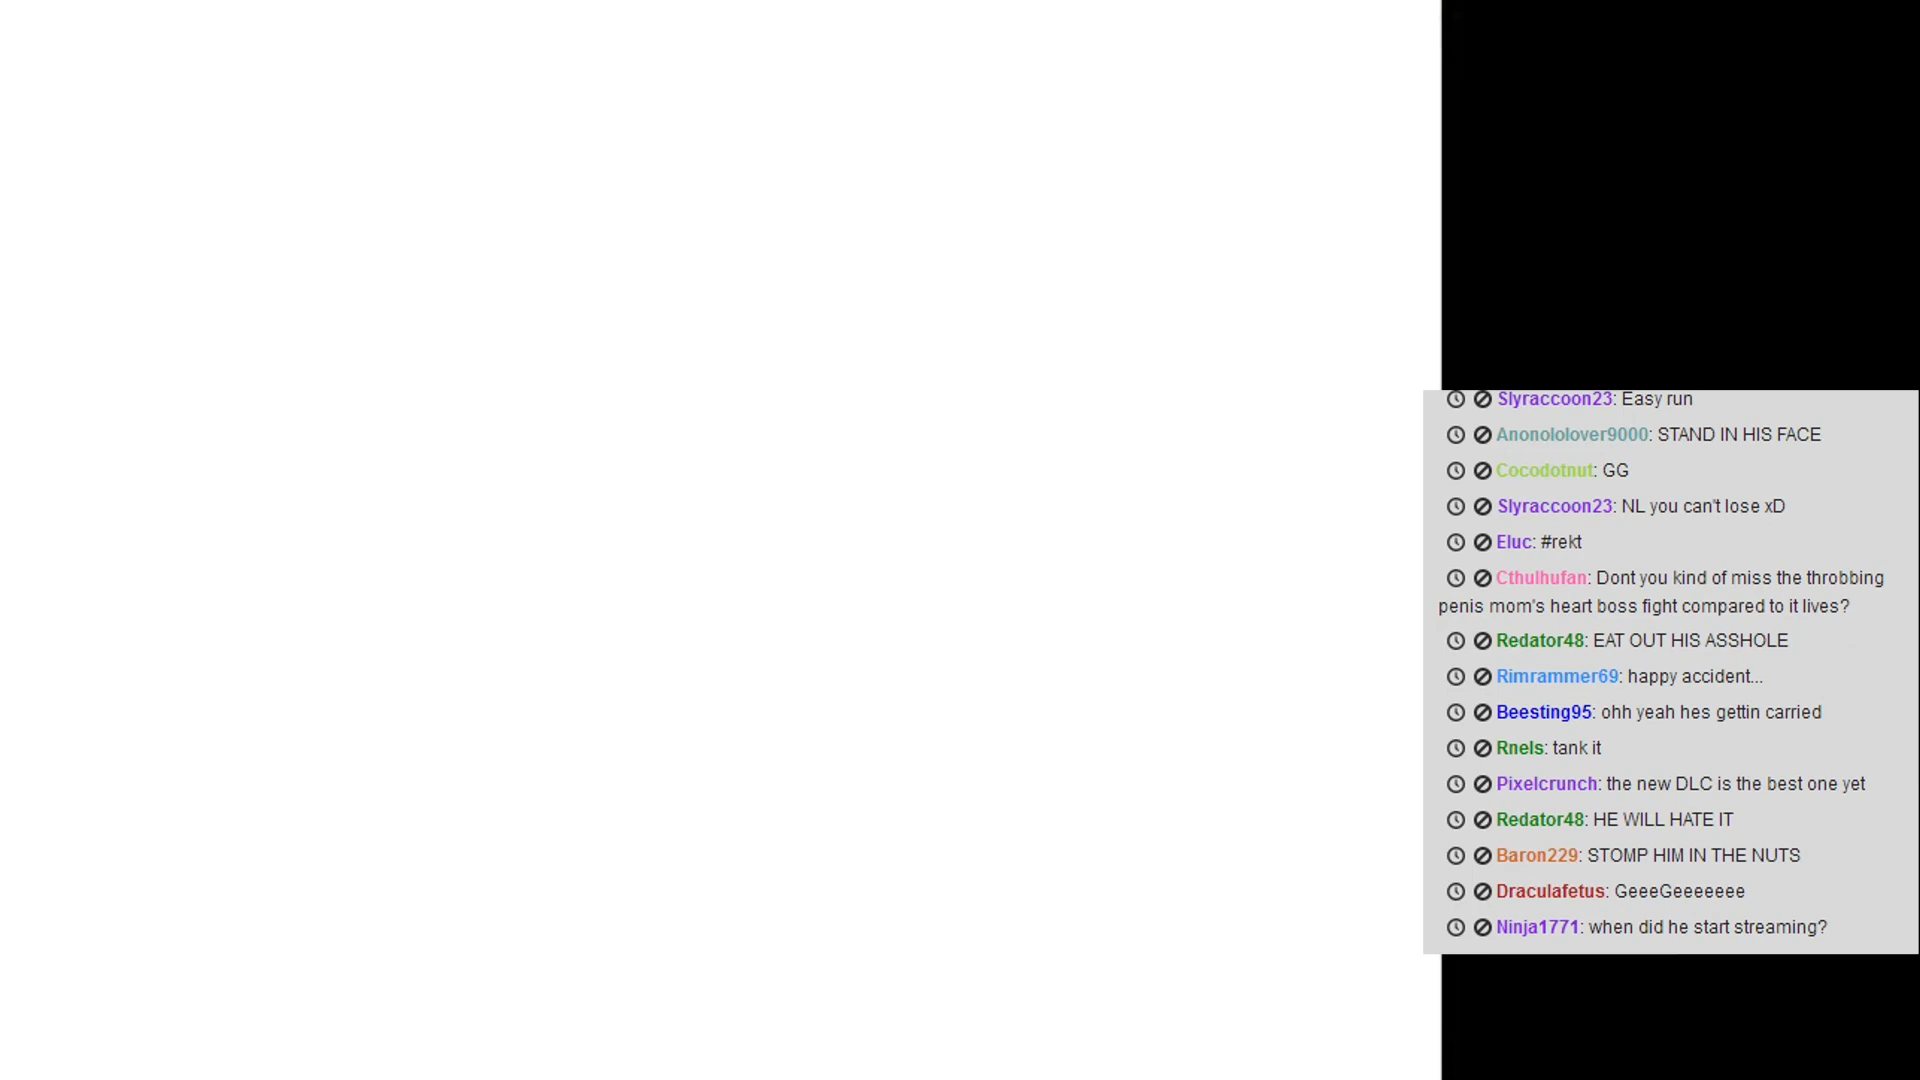 Slyraccoon23: Easy run
Anonololover9000: STAND IN HIS FACE
Cocodotnut: GG
Slyraccoon23: NL you can't lose xD
Eluc: #rekt
Cthulhufan: Dont you kind of miss the throbbing
penis mom's heart boss fight compared to it lives?
Redator48: EAT OUT HIS ASSHOLE
Rimrammer69: happy accident...
Beesting95: ohh yeah hes gettin carried
Rnels: tank it
Pixelcrunch: the new DLC is the best one yet
Redator48: HE WILL HATE IT
Baron229: STOMP HIM IN THE NUTS
Draculafetus: GeeeGeeeeeee
Ninja1771: when did he start streaming?